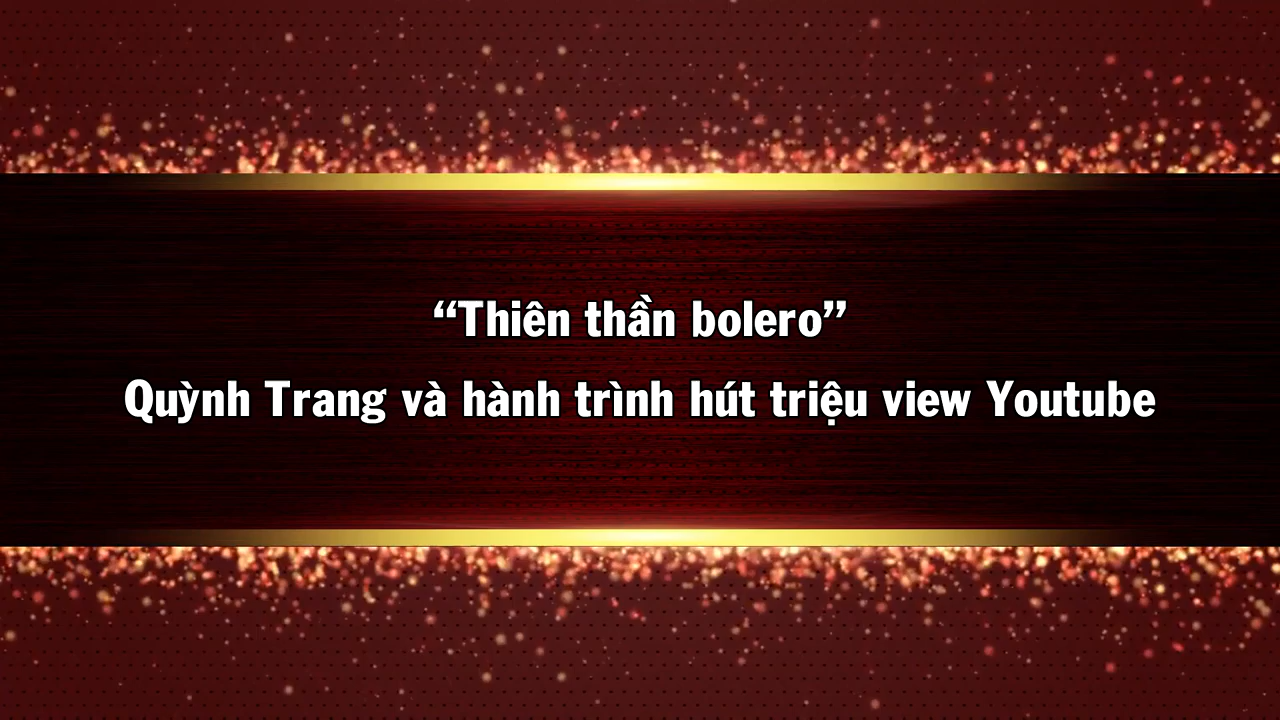 “Thiên thần bolero”
Quỳnh Trang và hành trình hút triệu view Youtube